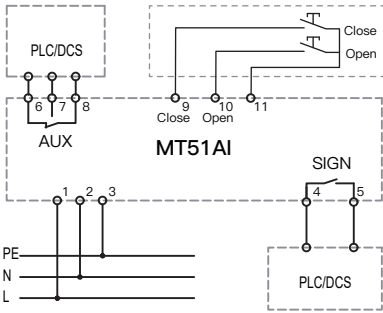 Close
PLC/DCS
Open
6 7 8 9 10 11
Close Open
AUX
MT51AI
SIGN
1 2 3 4 5
PE
N
L
PLC/DCS